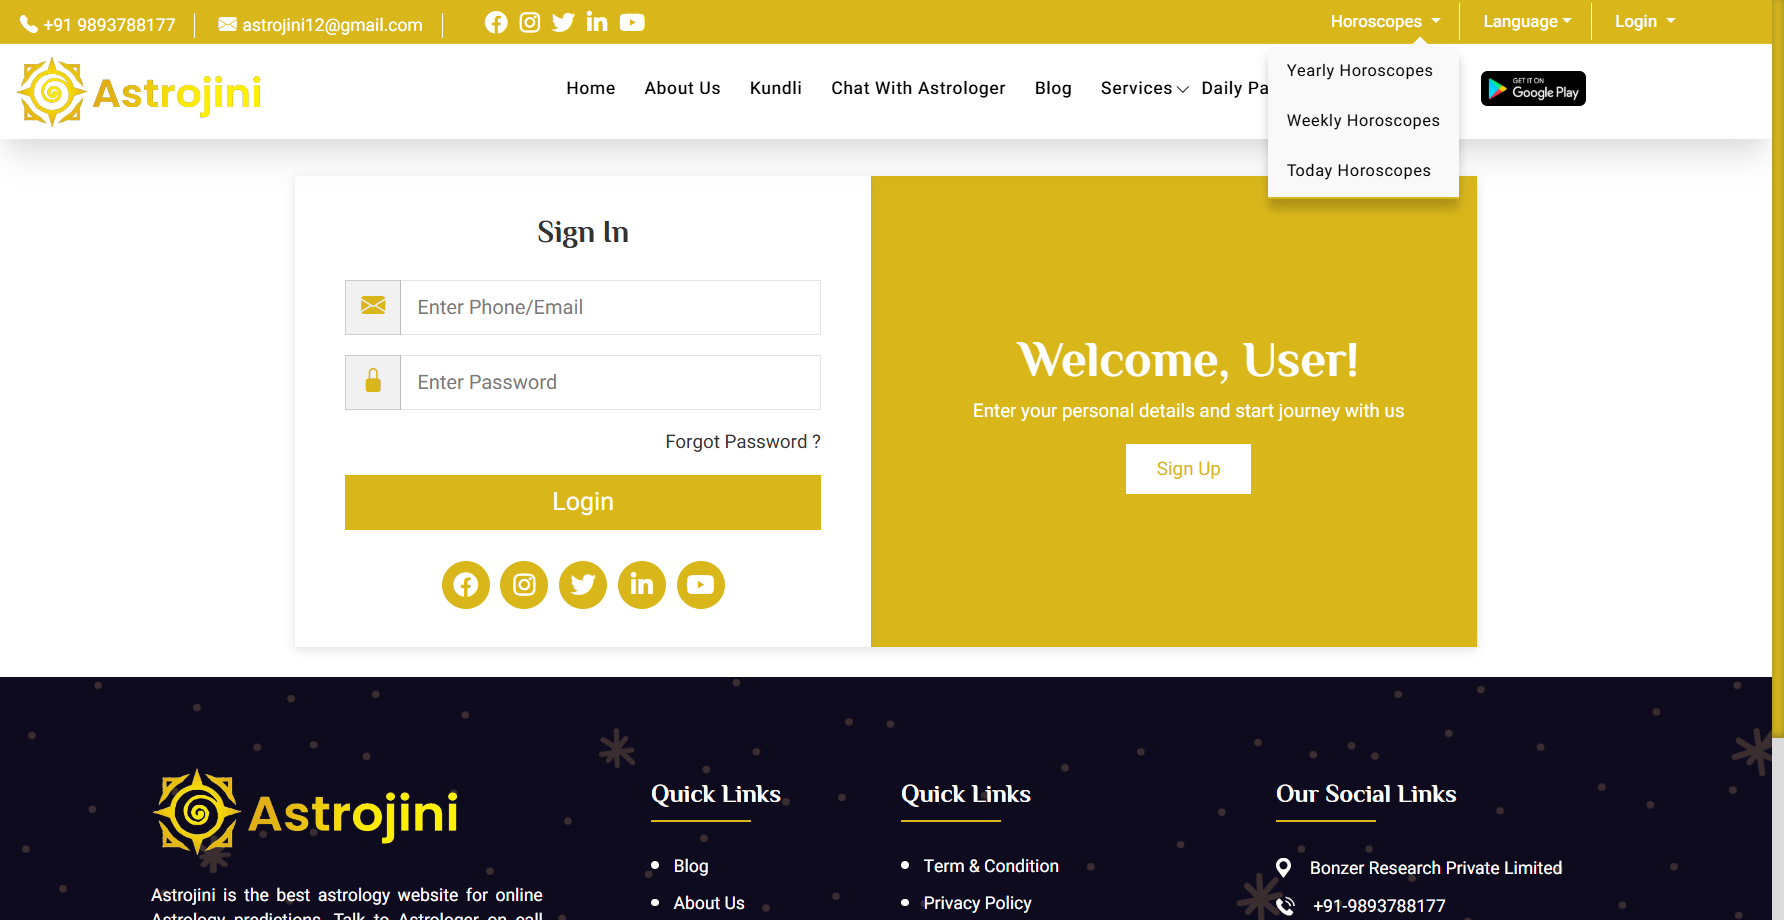 +91 9893788177
astrojini12@gmail.com
Horoscopes
Language
Login
Astrojini
Home
About Us
Kundli
Chat With Astrologer
Blog
Services
Daily Pa
GET IT ON
Google Play
Yearly Horoscopes
Weekly Horoscopes
Today Horoscopes
Sign In
Enter Phone/Email
Enter Password
Forgot Password ?
Login
Welcome, User!
Enter your personal details and start journey with us
Sign Up
Astrojini
Astrojini is the best astrology website for online
Astrology predictions. Talk to Astrologer on call
Quick Links
Blog
About Us
Quick Links
Term & Condition
Privacy Policy
Our Social Links
Bonzer Research Private Limited
+91-9893788177